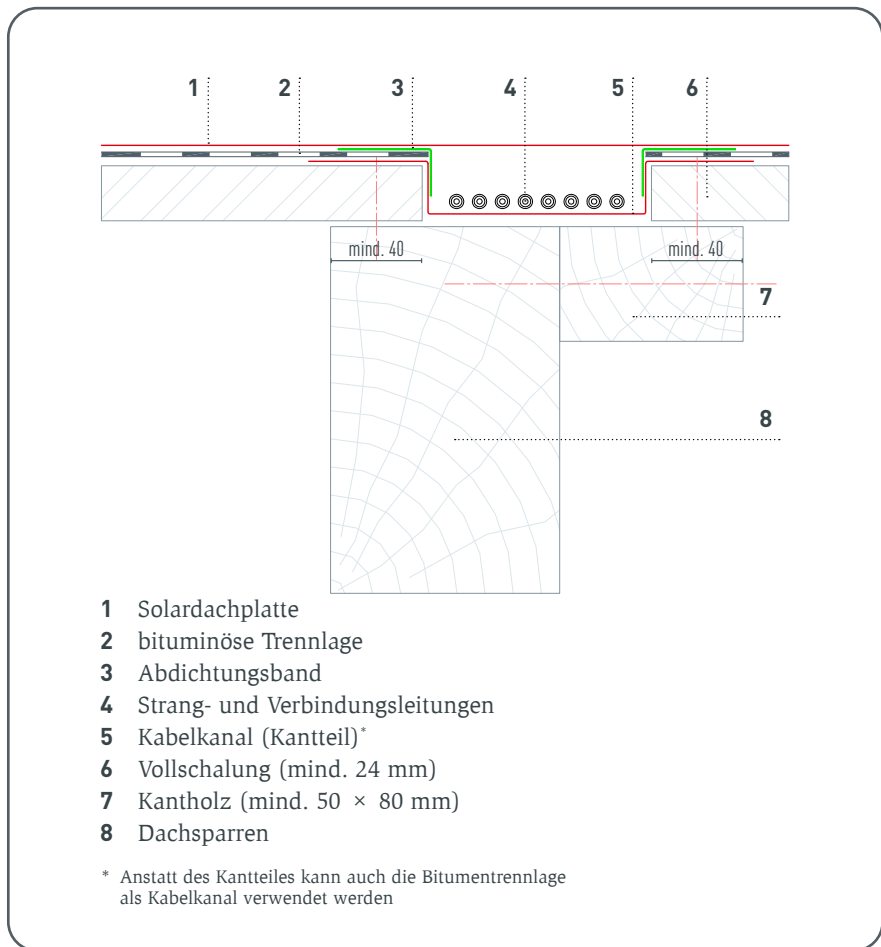 1 2 3 4 5 6
mind. 40 mind. 40
7
8
1 Solardachplatte
2 bituminöse Trennlage
3 Abdichtungsband
4 Strang- und Verbindungsleitungen
5 Kabelkanal (Kantteil)*
6 Vollschalung (mind. 24 mm)
7 Kantholz (mind. 50 × 80 mm)
8 Dachsparren
* Anstatt des Kantteiles kann auch die Bitumentrennlage
als Kabelkanal verwendet werden